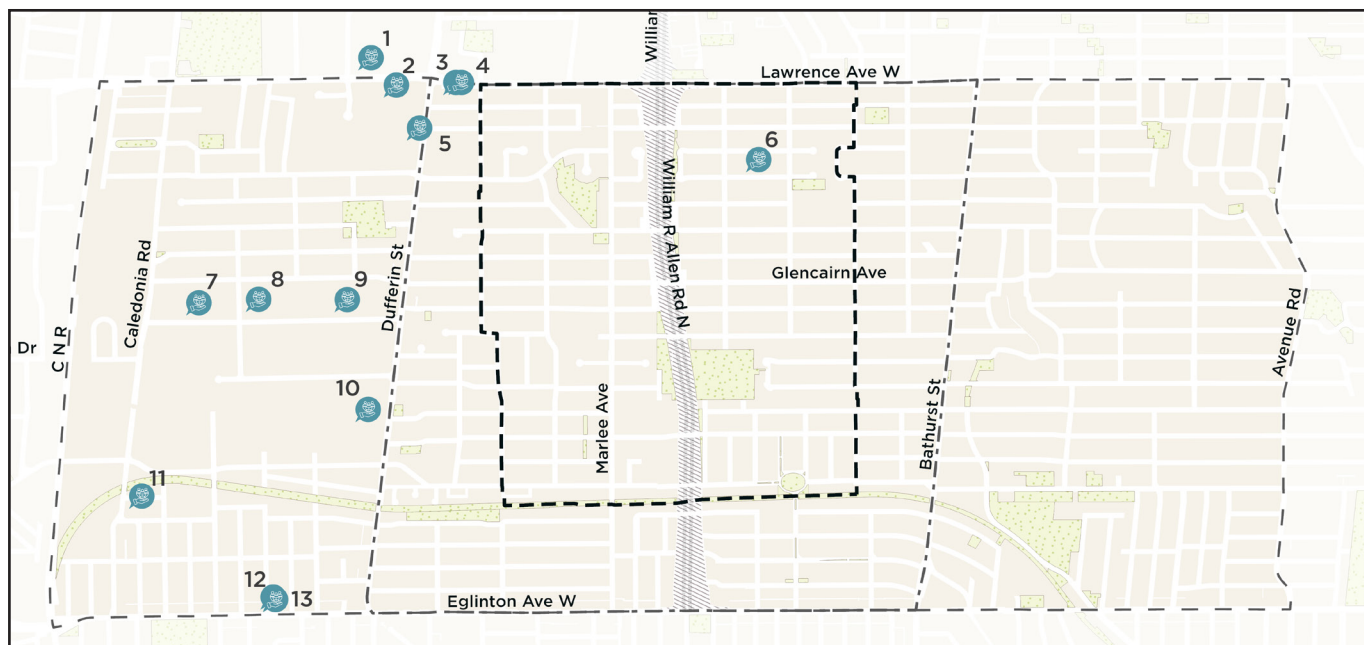 1
Willia
2
3
4
Lawrence Ave W
5
6
William R Allen Rd N
Caledonia Rd
Dufferin St
7
8
9
Glencairn Ave
Avenue Rd
Dr
C N R
10
Marlee Ave
Bathurst St
11
12
13
Eglinton Ave W